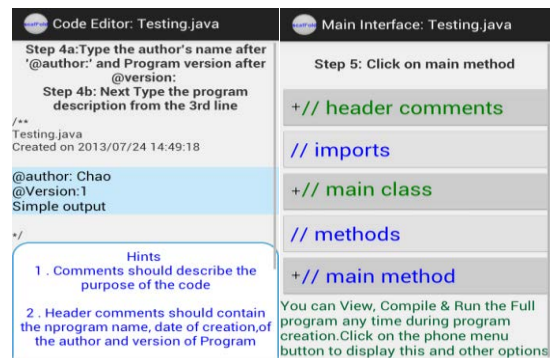 Code Editor: Testing.java
Step 4a:Type the author's name after
'@author:' and Program version after
@version:
Step 4b: Next Type the program
description from the 3rd line
/**
Testing.java
Created on 2013/07/24 14:49:18
@author: Chao
@Version:1
Simple output
*/
Hints
1 . Comments should describe the
purpose of the code
2 . Header comments should contain
the nprogram name, date of creation,of
the author and version of Program
Main Interface: Testing.java
Step 5: Click on main method
+// header comments
// imports
+// main class
// methods
+// main method
You can View, Compile & Run the Full
program any time during program
creation.Click on the phone menu
button to display this and other options